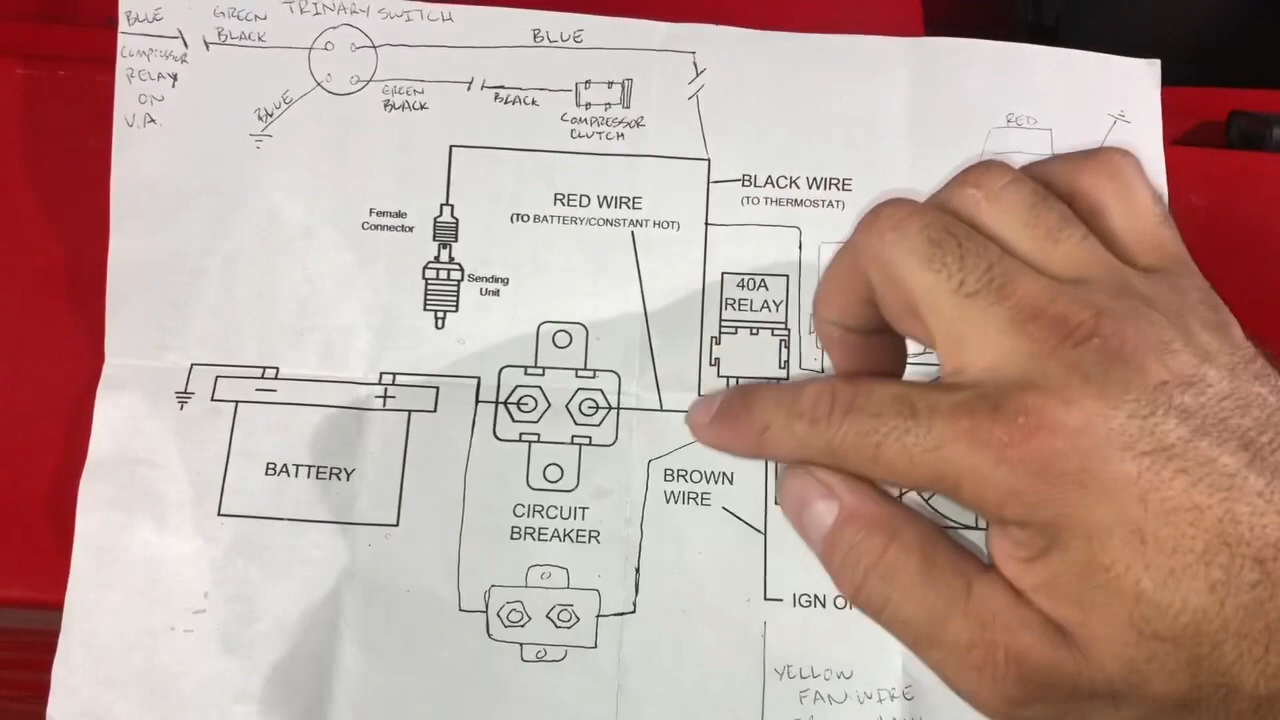 TRINARY SWITCH
BLUE
GREEN
BLACK
COMPRESSOR
RELAY
ON
V.A.
BLUE
BLUE
GREEN
BLACK
BLACK
COMPRESSOR
CLUTCH
RED
BLACK WIRE
(TO THERMOSTAT)
RED WIRE
(TO BATTERY/CONSTANT HOT)
Female
Connector
Sending
Unit
40A
RELAY
BATTERY
CIRCUIT
BREAKER
BROWN
WIRE
IGN
YELLOW
FAN WIRE